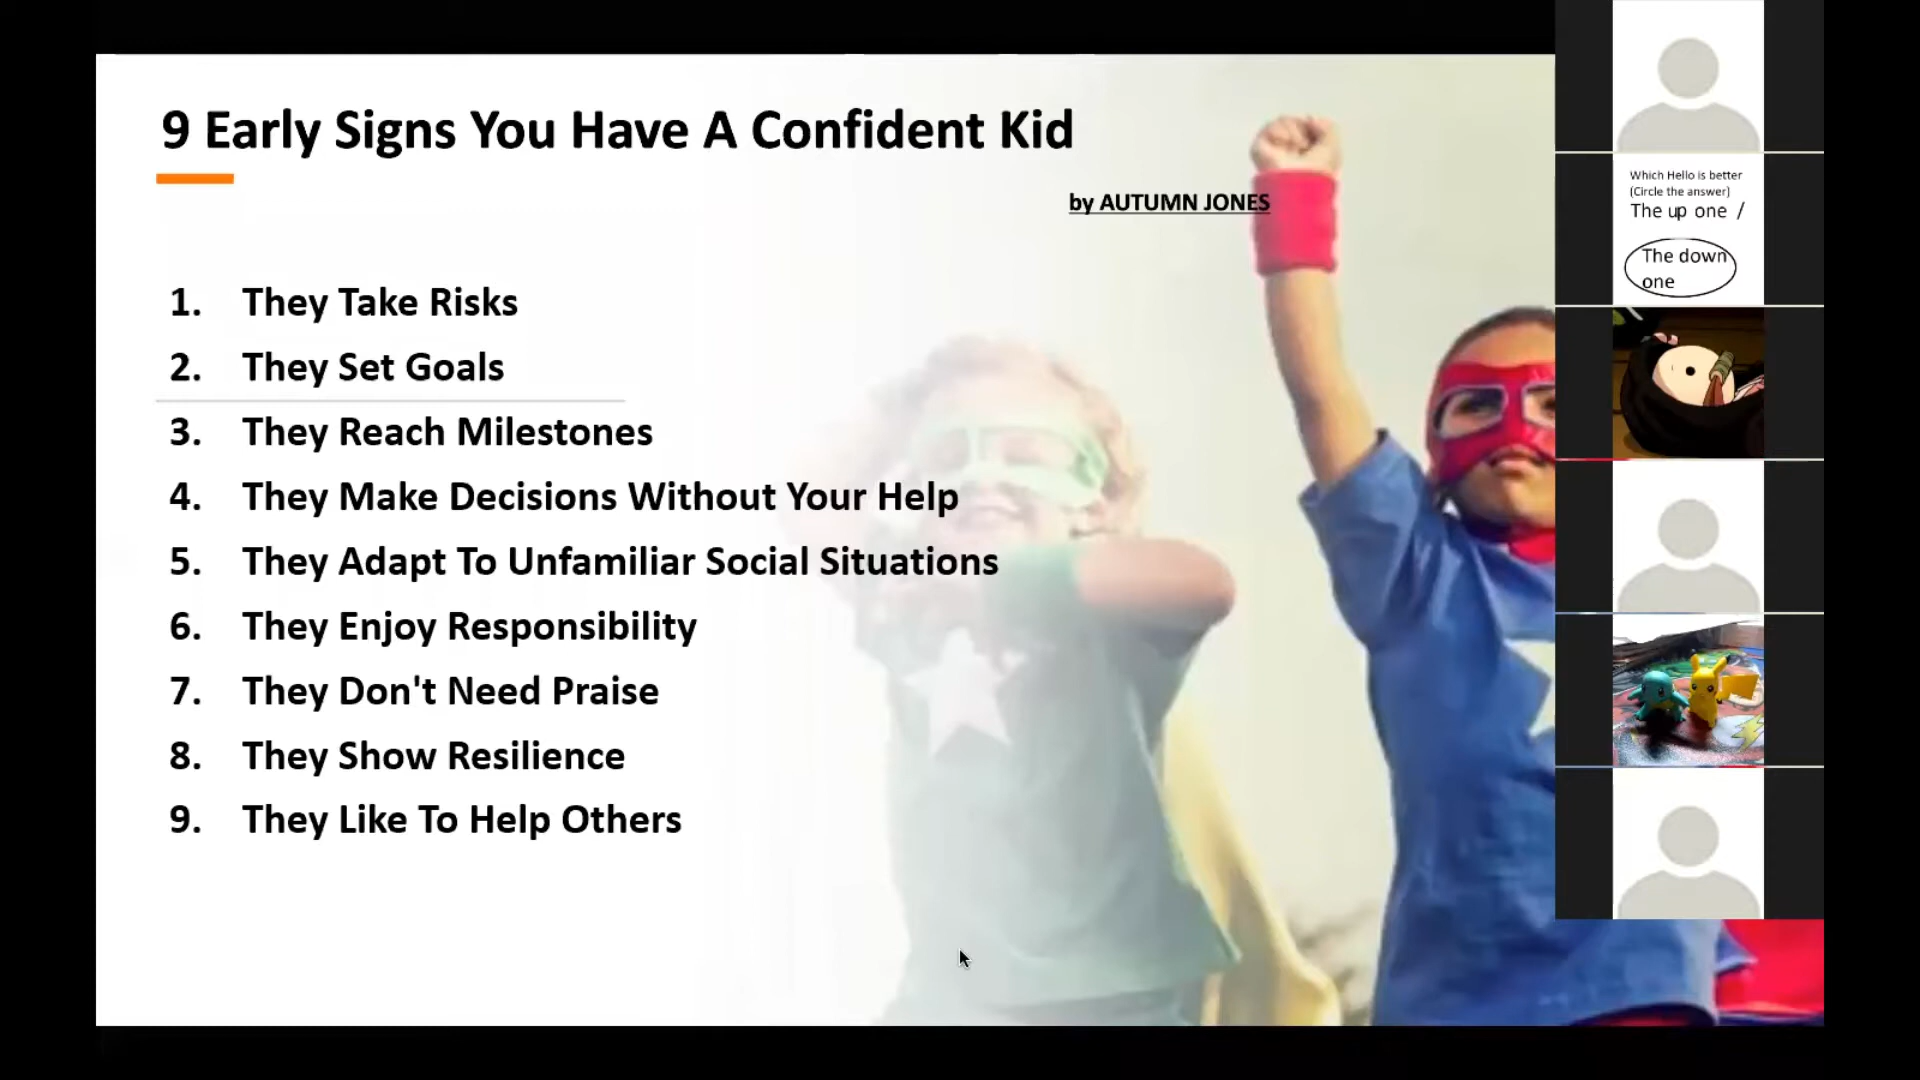 9 Early Signs You Have A Confident Kid
by AUTUMN JONES
1. They Take Risks
2. They Set Goals
3. They Reach Milestones
4. They Make Decisions Without Your Help
5. They Adapt To Unfamiliar Social Situations
6. They Enjoy Responsibility
7. They Don't Need Praise
8. They Show Resilience
9. They Like To Help Others
Which Hello is better
(Circle the answer)
The up one /
The down
one